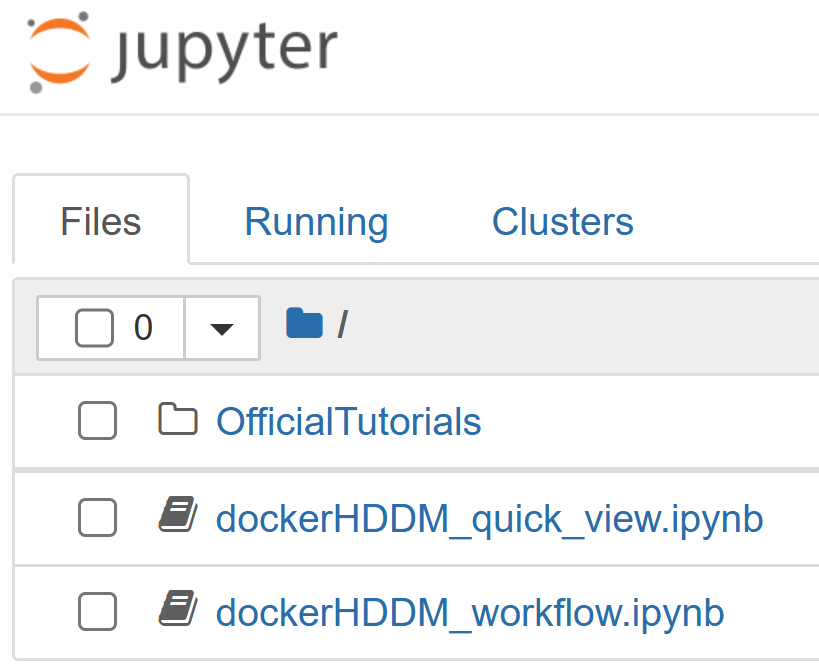 jupyter
Files Running Clusters
0 /
OfficialTutorials
dockerHDDM_quick_view.ipynb
dockerHDDM_workflow.ipynb